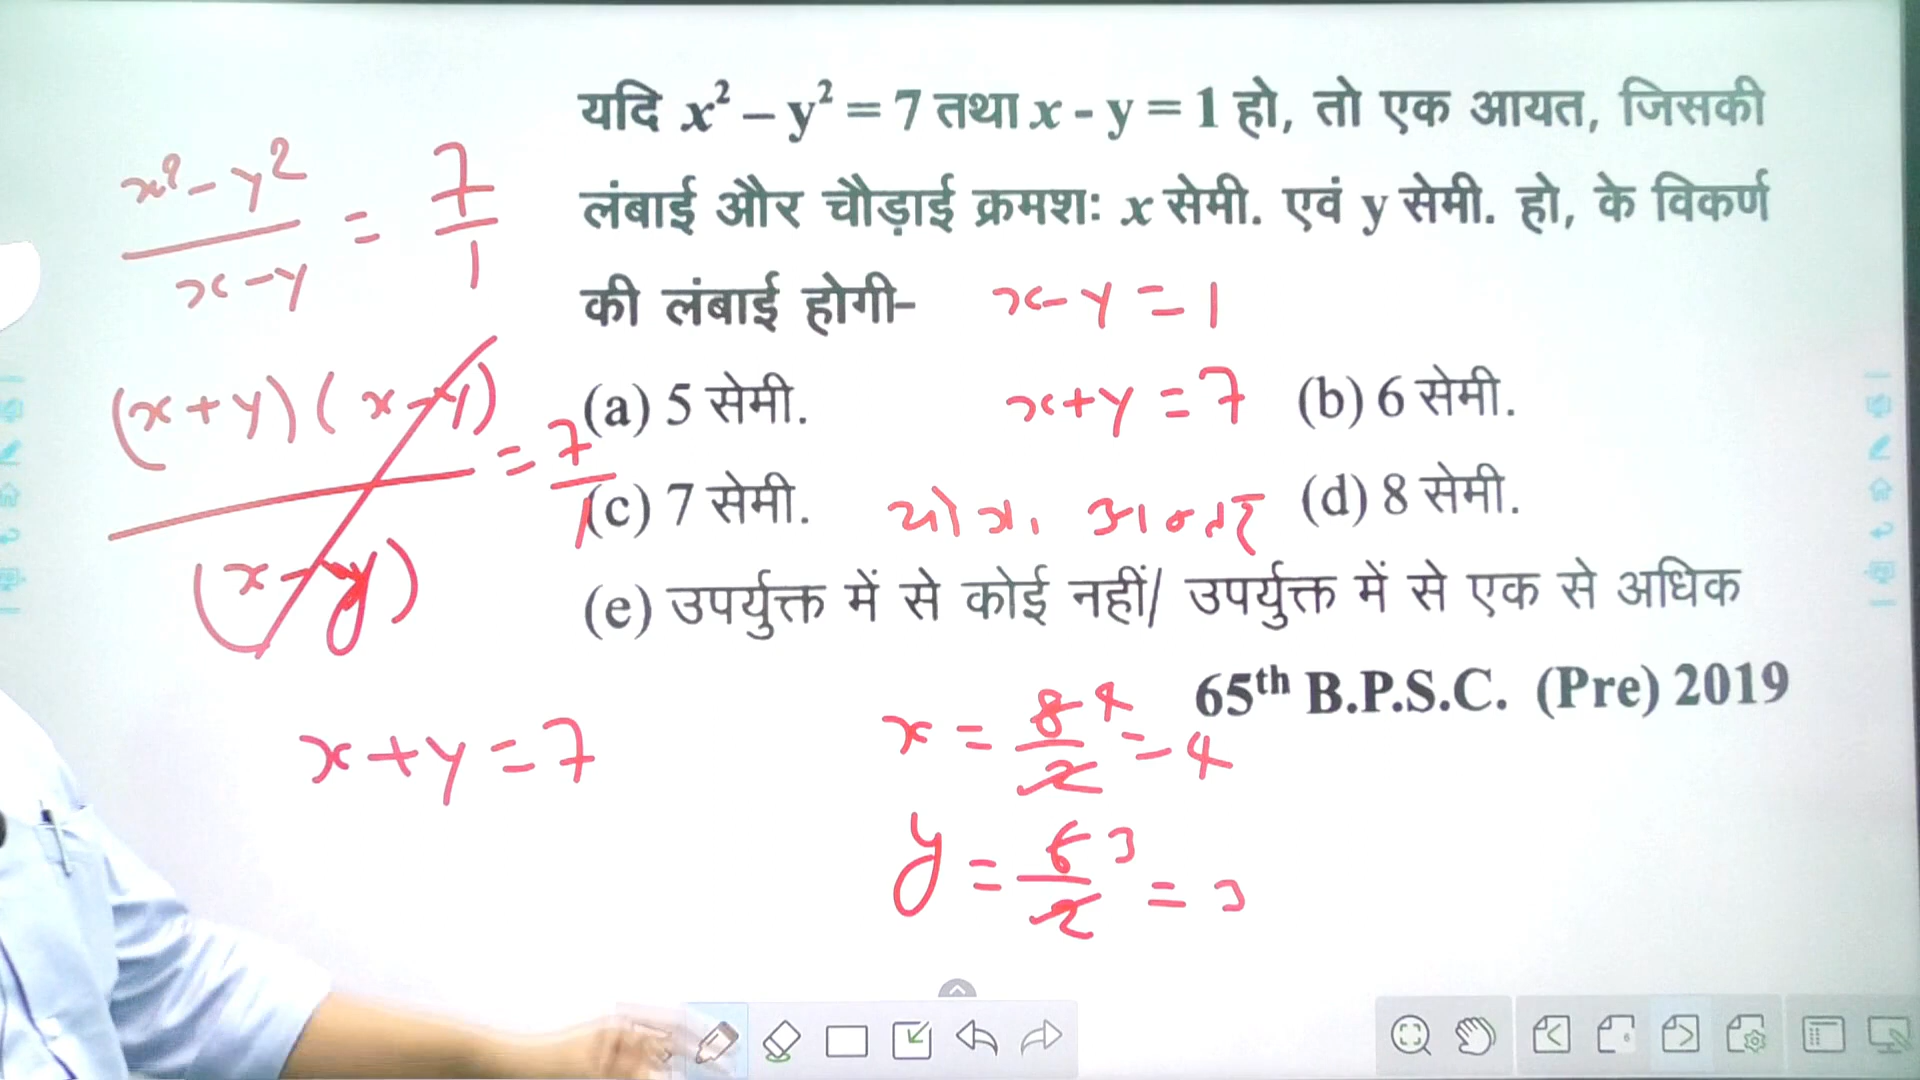 यदि x² – y² = 7 तथा x - y = 1 हो, तो एक आयत, जिसकी
लंबाई और चौड़ाई क्रमशः x सेमी. एवं y सेमी. हो, के विकर्ण
की लंबाई होगी-
(a) 5 सेमी. (b) 6 सेमी.
(c) 7 सेमी. (d) 8 सेमी.
(e) उपर्युक्त में से कोई नहीं/ उपर्युक्त में से एक से अधिक
65th B.P.S.C. (Pre) 2019
x² - y² / x - y = 7 / 1
(x + y) (x - y) / (x - y) = 7 / 1
x + y = 7
x - y = 1
x + y = 7
x = 8 / 2 4 = 4
y = 6 / 2 3 = 3